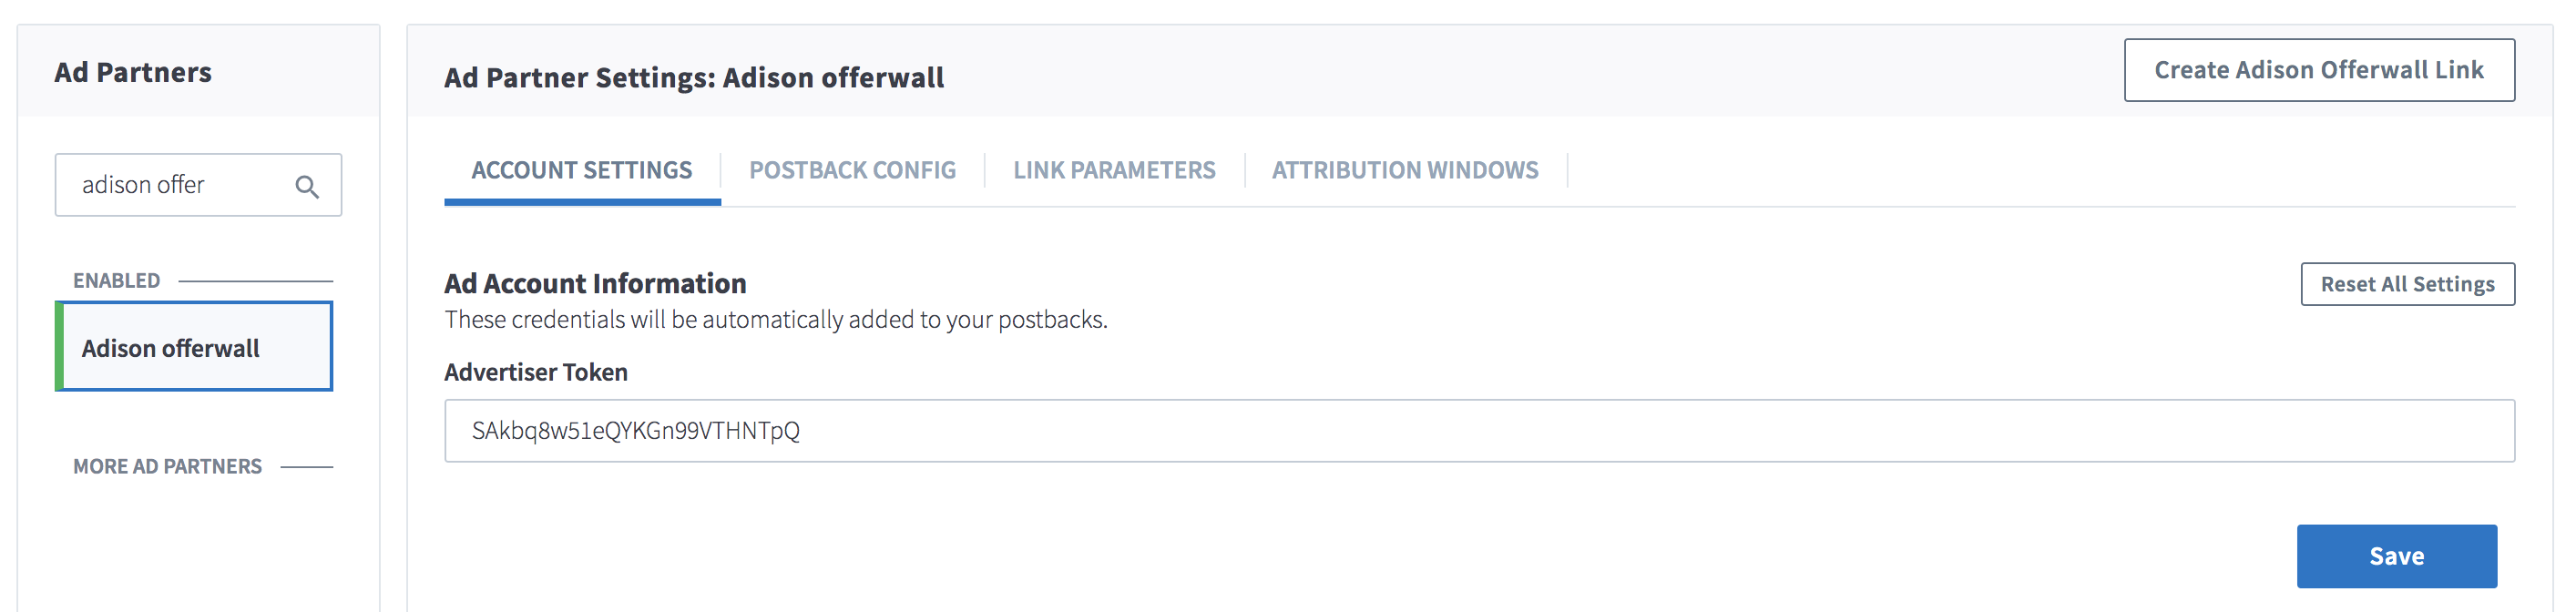 Ad Partners
adison offer
ENABLED
Adison offerwall
MORE AD PARTNERS
Ad Partner Settings: Adison offerwall
Create Adison Offerwall Link
ACCOUNT SETTINGS
POSTBACK CONFIG
LINK PARAMETERS
ATTRIBUTION WINDOWS
Ad Account Information
Reset All Settings
These credentials will be automatically added to your postbacks.
Advertiser Token
SAkbq8w51eQYKGn99VTHNTpQ
Save